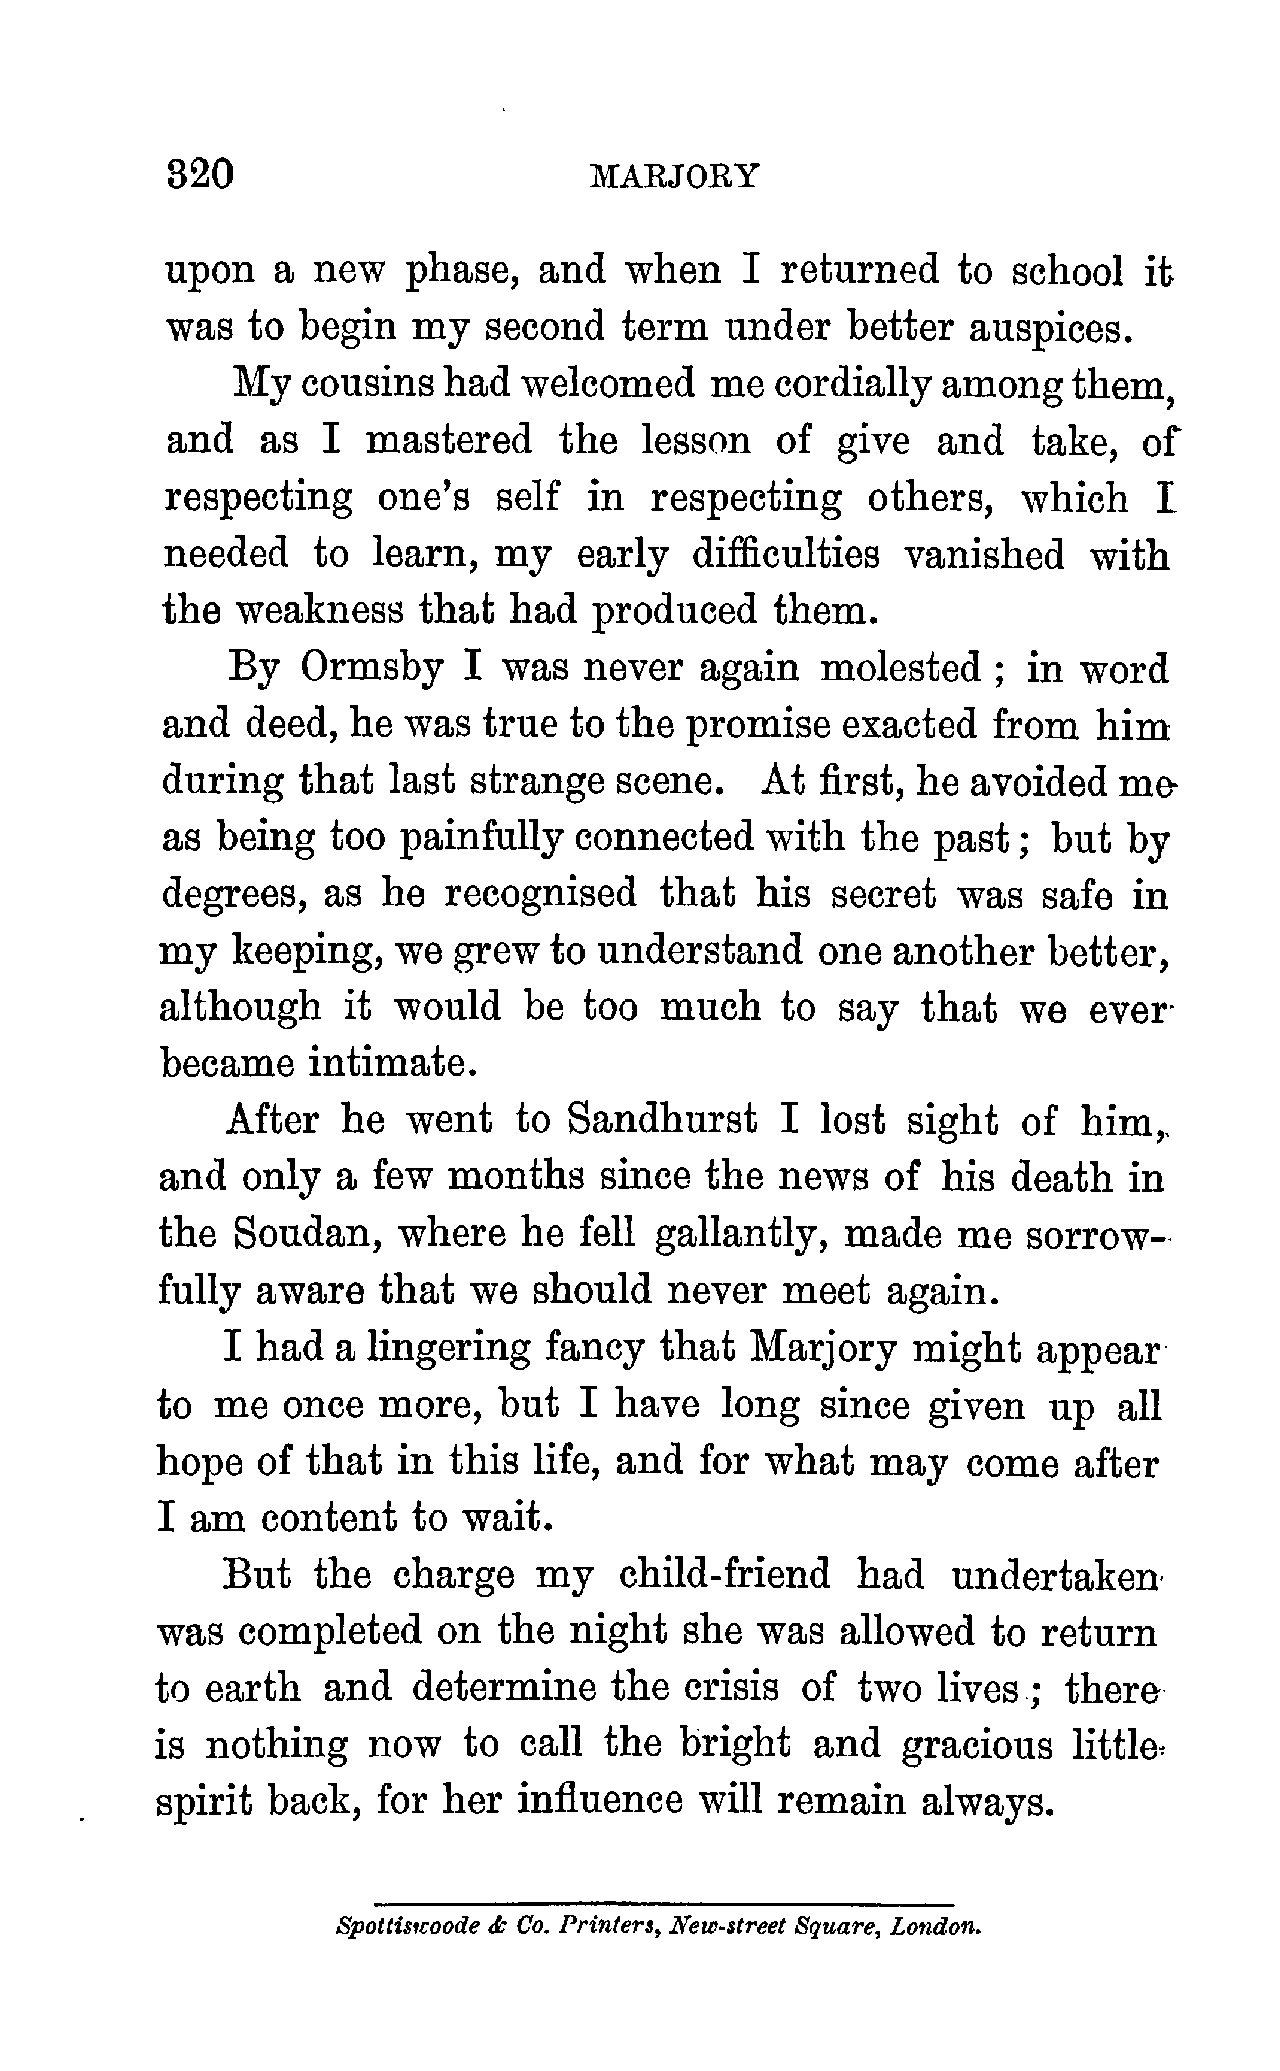 320 MARJORY
upon a new phase, and when I returned to school it
was to begin my second term under better auspices.
My cousins had welcomed me cordially among them,
and as I mastered the lesson of give and take, of
respecting one's self in respecting others, which I
needed to learn, my early difficulties vanished with
the weakness that had produced them.
By Ormsby I was never again molested ; in word
and deed, he was true to the promise exacted from him
during that last strange scene. At first, he avoided me
as being too painfully connected with the past ; but by
degrees, as he recognised that his secret was safe in
my keeping, we grew to understand one another better,
although it would be too much to say that we ever
became intimate.
After he went to Sandhurst I lost sight of him,
and only a few months since the news of his death in
the Soudan, where he fell gallantly, made me sorrow-
fully aware that we should never meet again.
I had a lingering fancy that Marjory might appear
to me once more, but I have long since given up all
hope of that in this life, and for what may come after
I am content to wait.
But the charge my child-friend had undertaken
was completed on the night she was allowed to return
to earth and determine the crisis of two lives ; there
is nothing now to call the bright and gracious little
spirit back, for her influence will remain always.
Spottiswoode & Co. Printers, New-street Square, London.